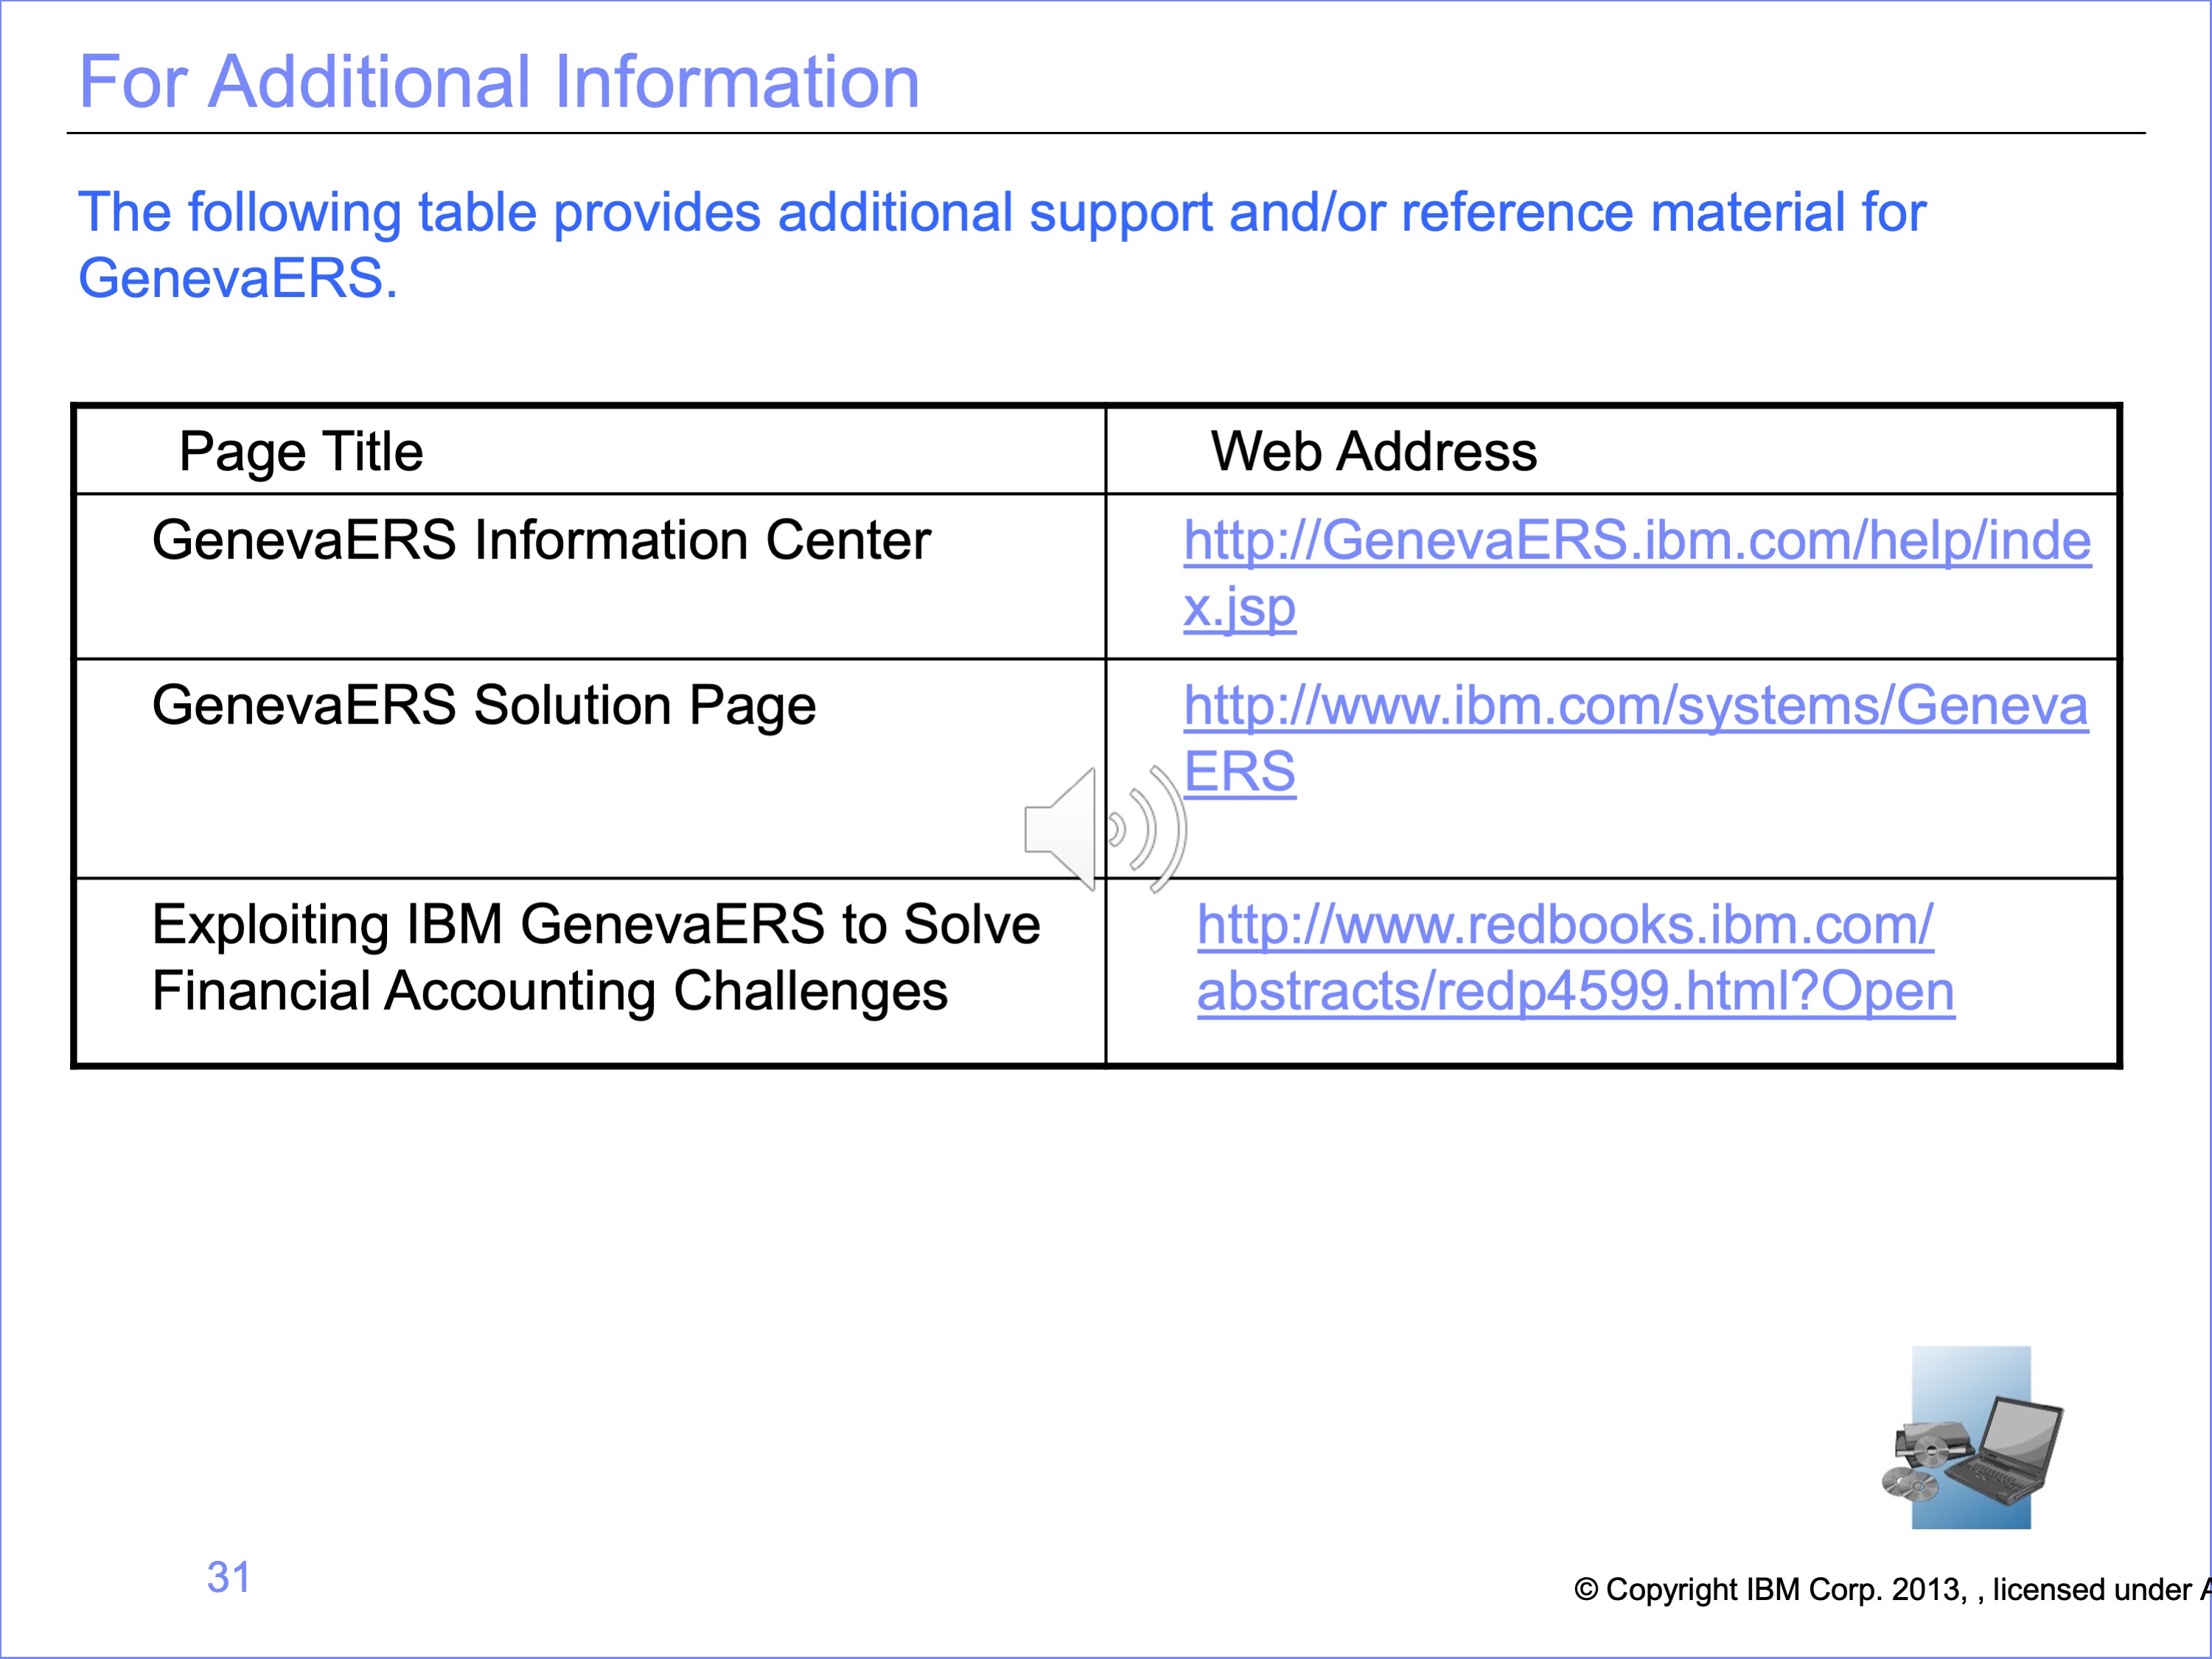 For Additional Information
The following table provides additional support and/or reference material for
GenevaERS.
Page Title
Web Address
GenevaERS Information Center
http://GenevaERS.ibm.com/help/inde
x.jsp
GenevaERS Solution Page
http://www.ibm.com/systems/Geneva
ERS
Exploiting IBM GenevaERS to Solve
Financial Accounting Challenges
http://www.redbooks.ibm.com/
abstracts/redp4599.html?Open
31
© Copyright IBM Corp. 2013, , licensed under